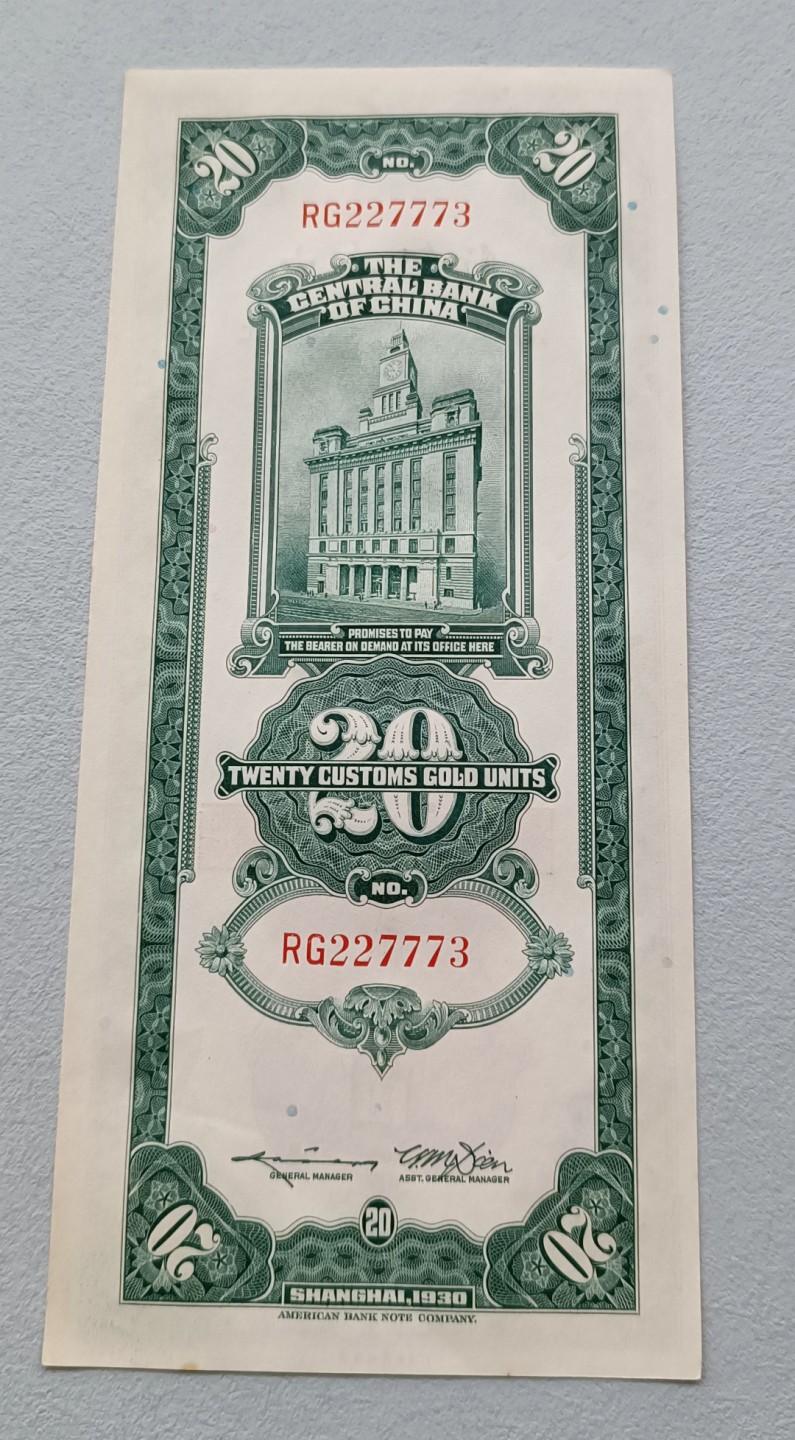 20 NO. 20
RG227773
THE
CENTRAL BANK
OF CHINA
PROMISES TO PAY
THE BEARER ON DEMAND AT ITS OFFICE HERE
20
TWENTY CUSTOMS GOLD UNITS
NO.
RG227773
GENERAL MANAGER ASST. GENERAL MANAGER
20 20 20
SHANGHAI, 1930
AMERICAN BANK NOTE COMPANY.